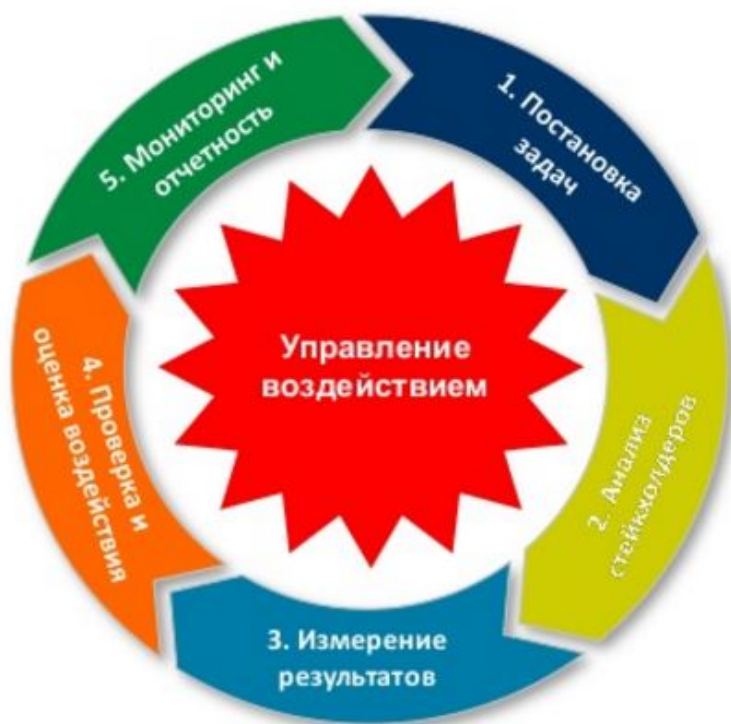 1. Постановка
задач
2. Анализ
стейкхолдеров
3. Измерение
результатов
4. Проверка и
оценка воздействия
5. Мониторинг и
отчетность
Управление
воздействием